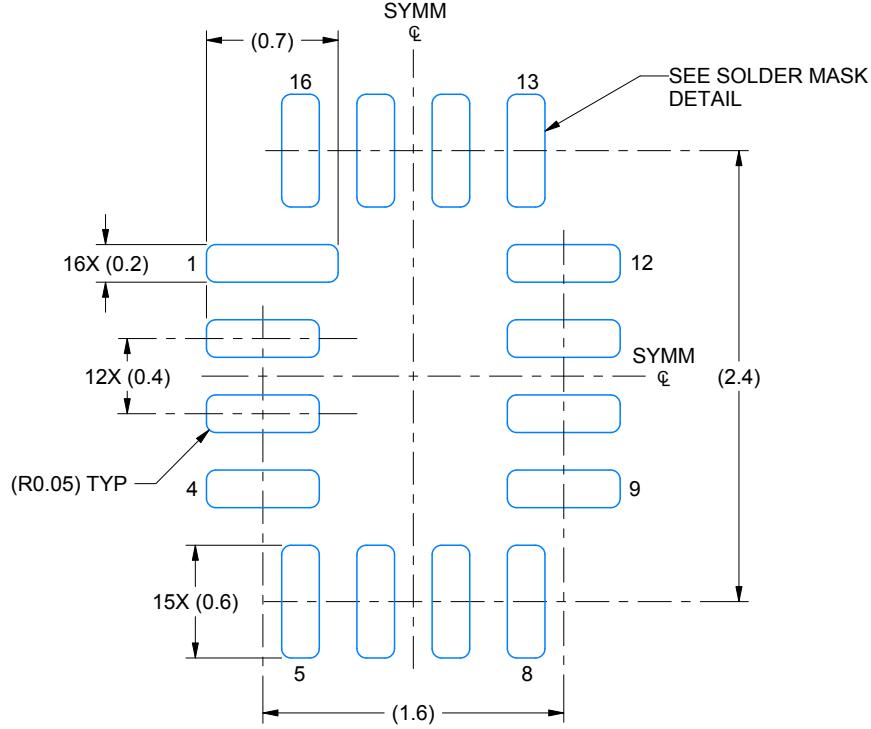 SYMM
℄
(0.7)
16
13
SEE SOLDER MASK
DETAIL
16X (0.2)
1
12
SYMM
℄
12X (0.4)
(2.4)
(R0.05) TYP
4
9
15X (0.6)
5
8
(1.6)